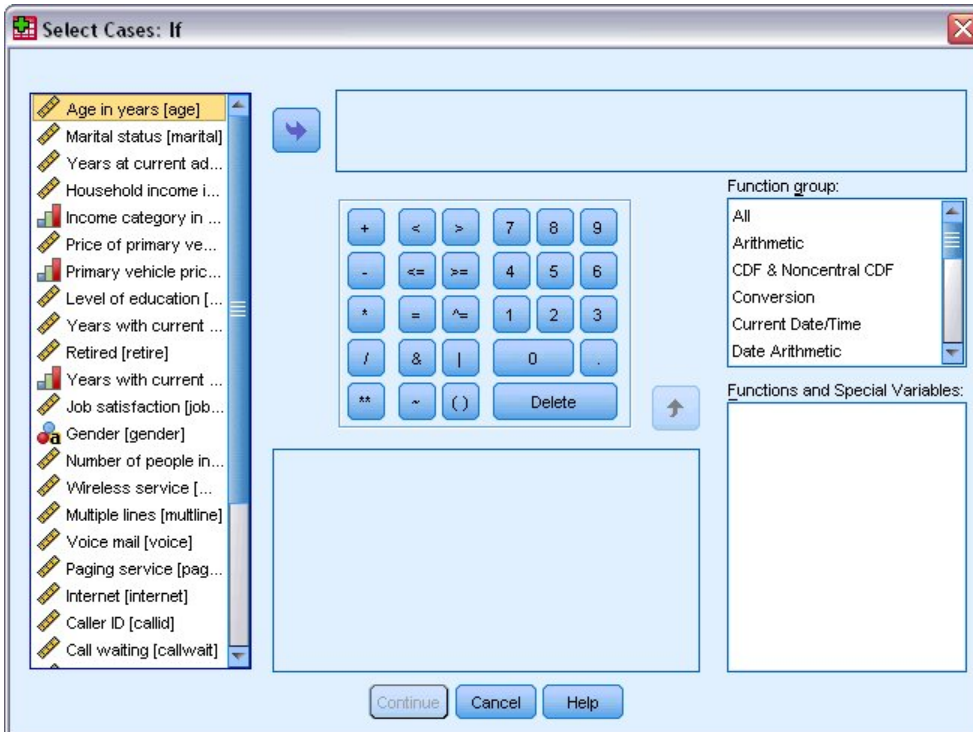 Select Cases: If
Age in years [age]
Marital status [marital]
Years at current ad...
Household income i...
Income category in ...
Price of primary ve...
Primary vehicle pric...
Level of education [...
Years with current ...
Retired [retire]
Years with current ...
Job satisfaction [job...
Gender [gender]
Number of people in...
Wireless service [...
Multiple lines [multline]
Voice mail [voice]
Paging service [pag...
Internet [internet]
Caller ID [callid]
Call waiting [callwait]
+ < > 7 8 9
- <= >= 4 5 6
* = ^= 1 2 3
/ & | 0 .
** ~ ( ) Delete
Function group:
All
Arithmetic
CDF & Noncentral CDF
Conversion
Current Date/Time
Date Arithmetic
Functions and Special Variables:
Continue Cancel Help